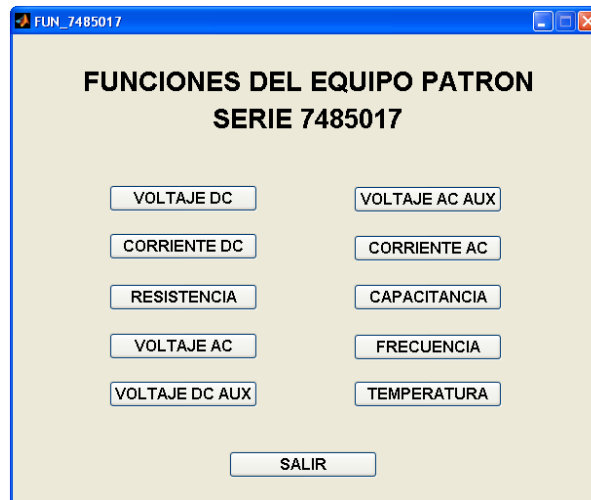 FUN_7485017
FUNCIONES DEL EQUIPO PATRON
SERIE 7485017
VOLTAJE DC
VOLTAJE AC AUX
CORRIENTE DC
CORRIENTE AC
RESISTENCIA
CAPACITANCIA
VOLTAJE AC
FRECUENCIA
VOLTAJE DC AUX
TEMPERATURA
SALIR